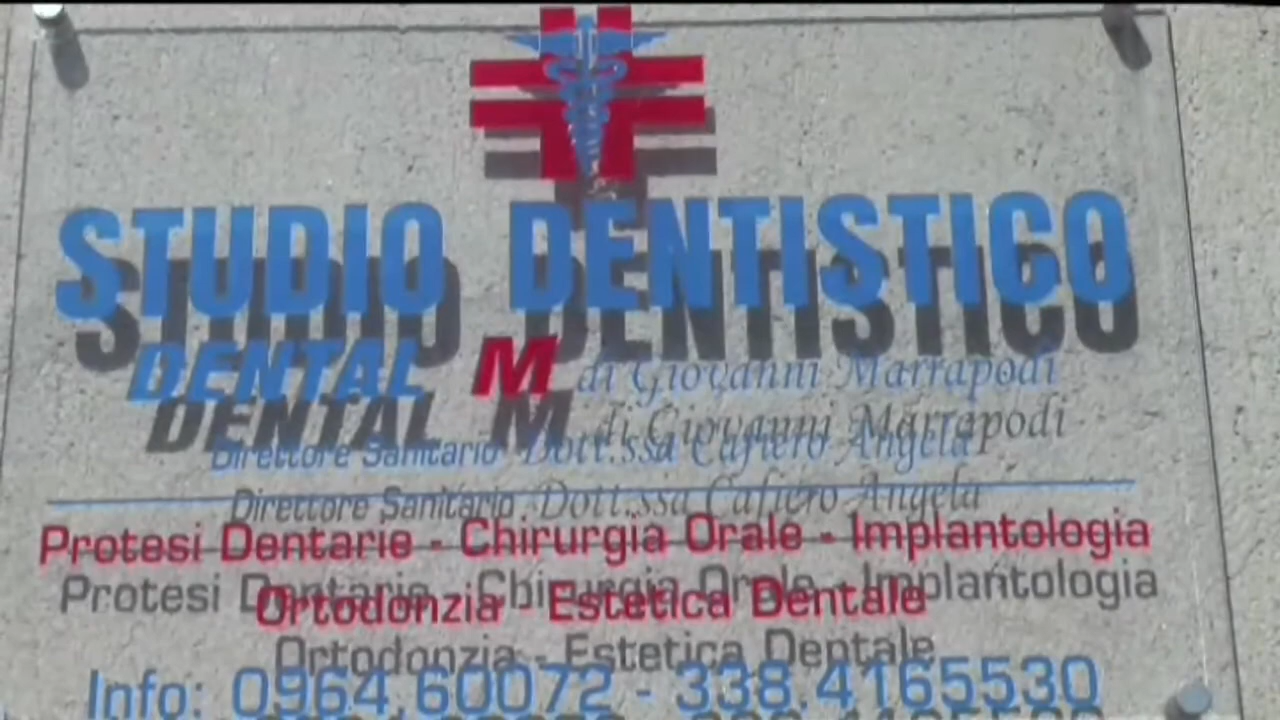 STUDIO DENTISTICO
DENTAL M di Giovanni Marrapodi
Direttore Sanitario Dott.ssa Cafiero Angela
Protesi Dentarie - Chirurgia Orale - Implantologia
Ortodonzia - Estetica Dentale
Info: 0964.60072 - 338.4165530